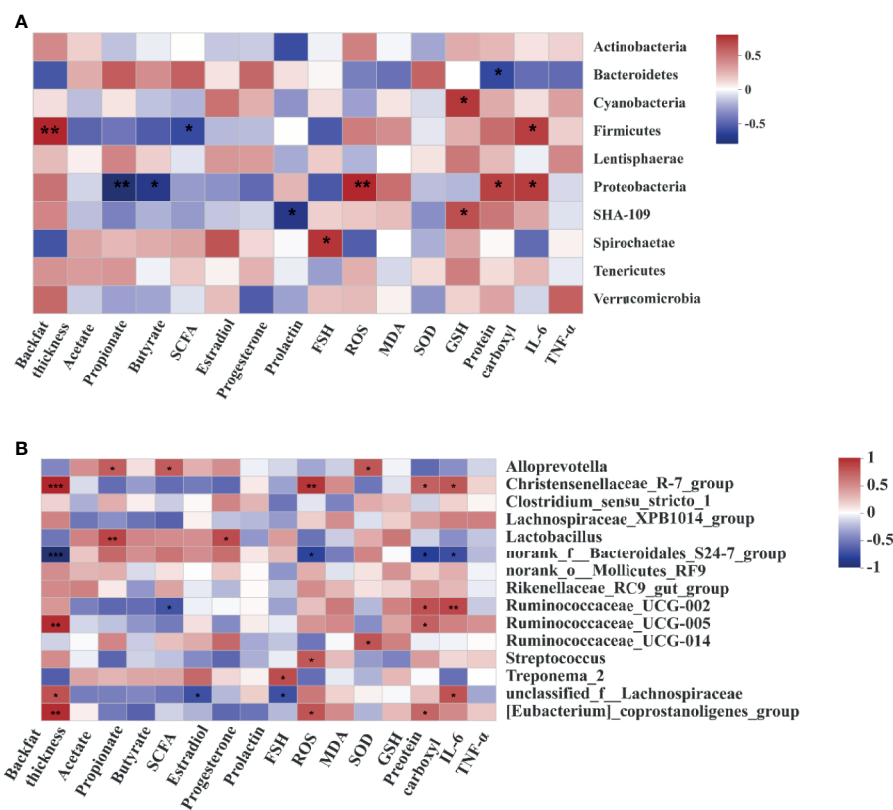 A
Actinobacteria
Bacteroidetes
*
Cyanobacteria
*
Firmicutes
** * *
Lentisphaerae
Proteobacteria
** * ** * *
SHA-109
* *
Spirochaetae
*
Tenericutes
Verrucomicrobia
0.5
0
-0.5
Backfat
thickness
Acetate
Propionate
Butyrate
SCFA
Estradiol
Progesterone
Prolactin
FSH
ROS
MDA
SOD
GSH
Protein
carboxyl
IL-6
TNF-α
B
Alloprevotella
* * *
Christensenellaceae_R-7_group
*** ** * *
Clostridium_sensu_stricto_1
Lachnospiraceae_XPB1014_group
Lactobacillus
** *
norank_f__Bacteroidales_S24-7_group
*** * * *
norank_o__Mollicutes_RF9
Rikenellaceae_RC9_gut_group
Ruminococcaceae_UCG-002
* * **
Ruminococcaceae_UCG-005
** *
Ruminococcaceae_UCG-014
*
Streptococcus
*
Treponema_2
*
unclassified_f__Lachnospiraceae
* * * *
[Eubacterium]_coprostanoligenes_group
** * *
1
0.5
0
-0.5
-1
Backfat
thickness
Acetate
Propionate
Butyrate
SCFA
Estradiol
Progesterone
Prolactin
FSH
ROS
MDA
SOD
GSH
Preotein
carboxyl
IL-6
TNF-α